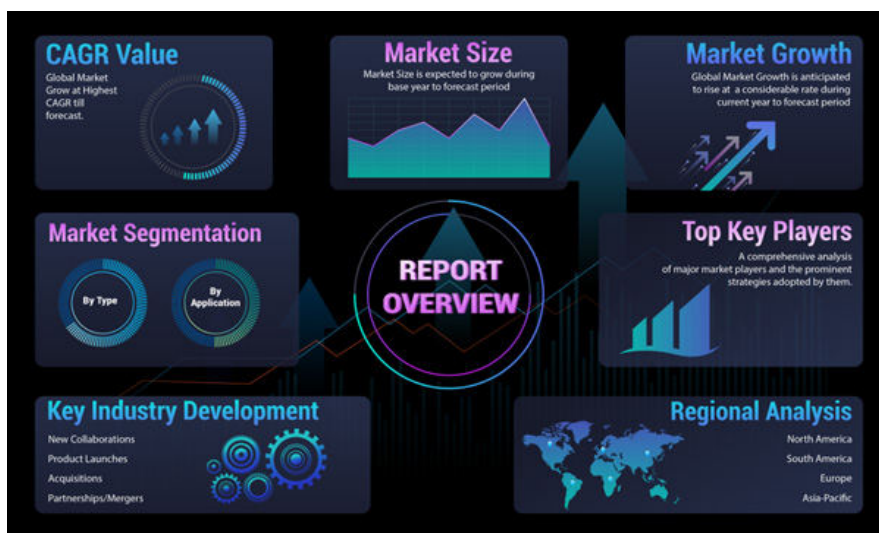 CAGR Value
Global Market
Grow at Highest
CAGR till
forecast.
Market Size
Market Size is expected to grow during
base year to forecast period
Market Growth
Global Market Growth is anticipated
to rise at a considerable rate during
current year to forecast period
Market Segmentation
By Type
By
Application
REPORT
OVERVIEW
Top Key Players
A comprehensive analysis
of major market players and the prominent
strategies adopted by them.
Key Industry Development
New Collaborations
Product Launches
Acquisitions
Partnerships/Mergers
Regional Analysis
North America
South America
Europe
Asia-Pacific